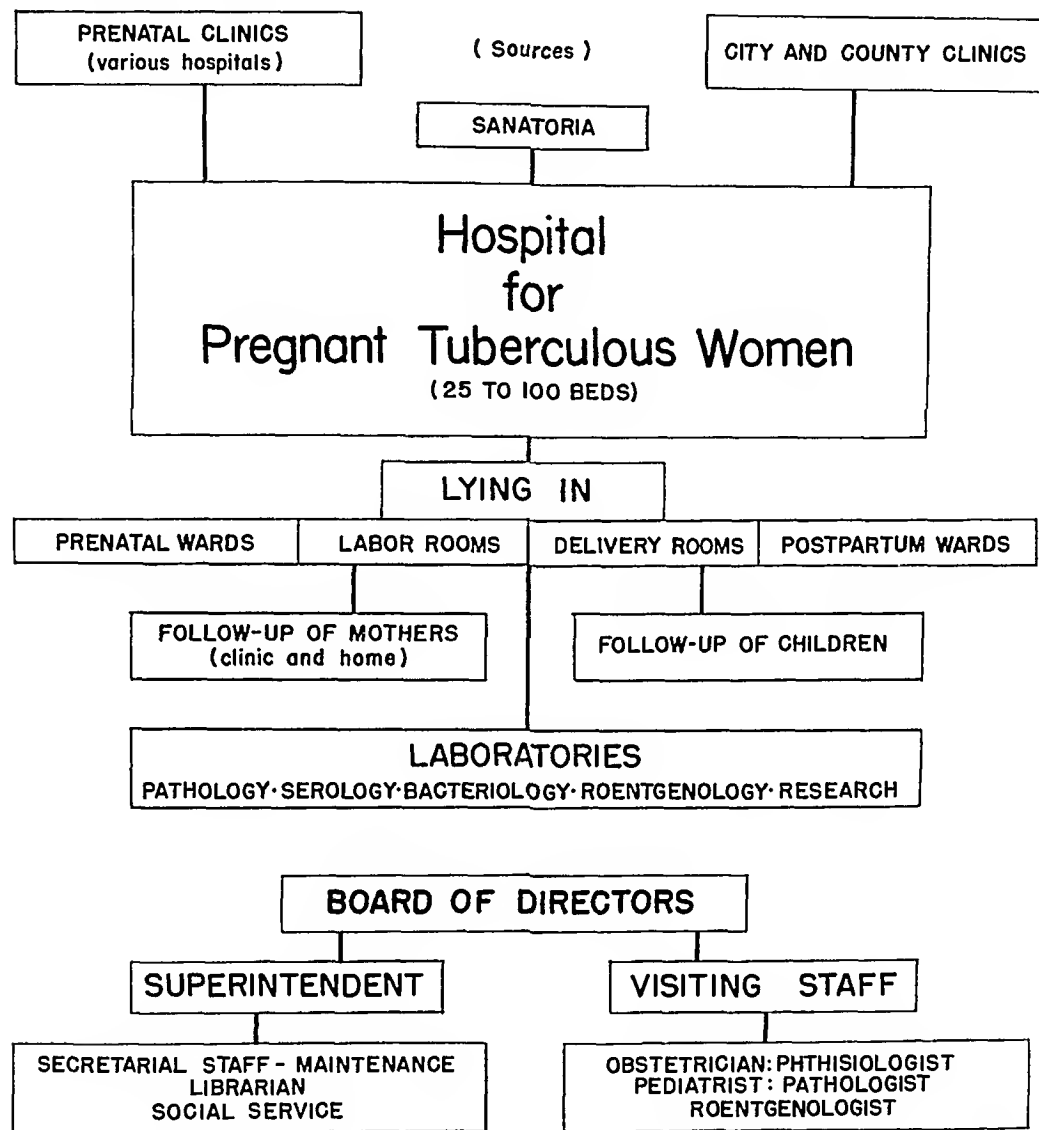 PRENATAL CLINICS
(various hospitals)
(Sources)
CITY AND COUNTY CLINICS
SANATORIA
Hospital
for
Pregnant Tuberculous Women
(25 TO 100 BEDS)
LYING IN
PRENATAL WARDS
LABOR ROOMS
DELIVERY ROOMS
POSTPARTUM WARDS
FOLLOW-UP OF MOTHERS
(clinic and home)
FOLLOW-UP OF CHILDREN
LABORATORIES
PATHOLOGY·SEROLOGY·BACTERIOLOGY·ROENTGENOLOGY·RESEARCH
BOARD OF DIRECTORS
SUPERINTENDENT
VISITING STAFF
SECRETARIAL STAFF - MAINTENANCE
LIBRARIAN
SOCIAL SERVICE
OBSTETRICIAN: PHTHISIOLOGIST
PEDIATRIST: PATHOLOGIST
ROENTGENOLOGIST